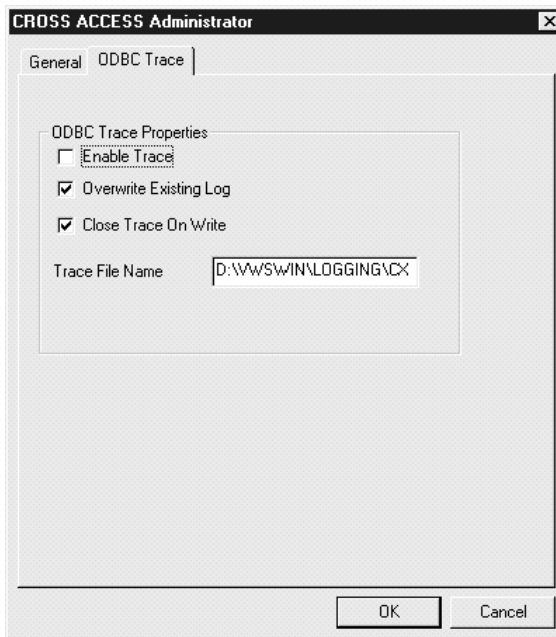 CROSS ACCESS Administrator
General ODBC Trace
ODBC Trace Properties
Enable Trace
Overwrite Existing Log
Close Trace On Write
Trace File Name D:\VWSWIN\LOGGING\CX
OK Cancel